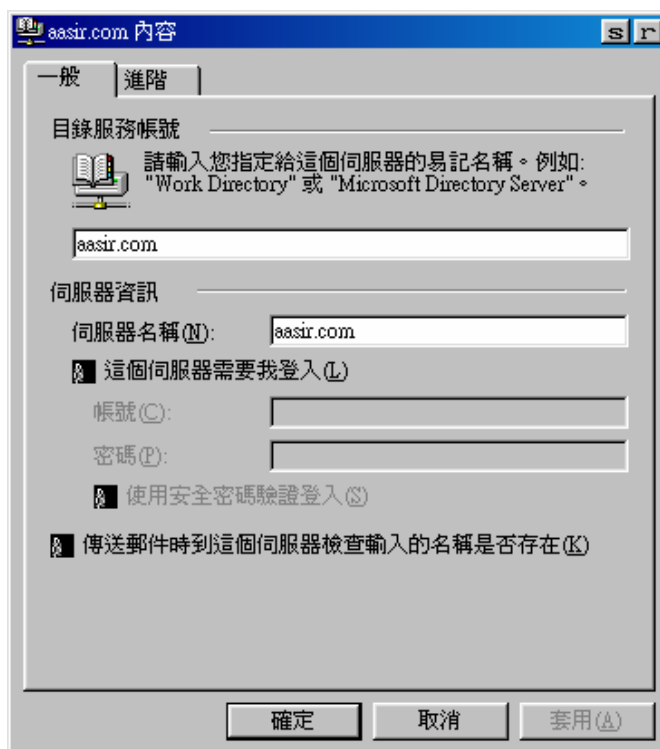 aasir.com 內容
一般
進階
目錄服務帳號
請輸入您指定給這個伺服器的易記名稱。例如:
"Work Directory" 或 "Microsoft Directory Server"。
aasir.com
伺服器資訊
伺服器名稱(N):
aasir.com
這個伺服器需要我登入(L)
帳號(C):
密碼(P):
使用安全密碼驗證登入(S)
傳送郵件時到這個伺服器檢查輸入的名稱是否存在(K)
確定
取消
套用(A)